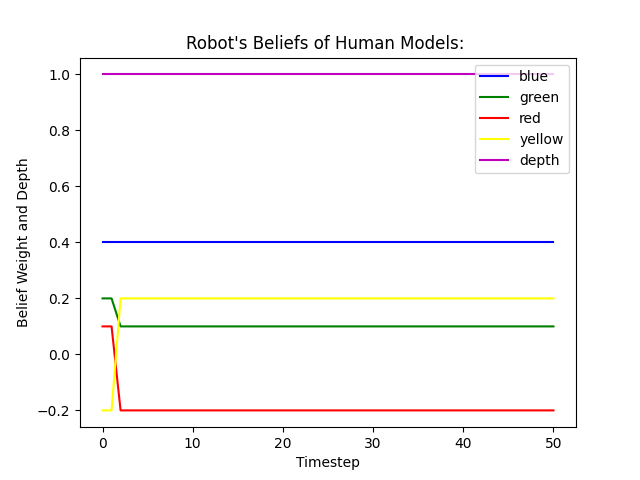 Robot's Beliefs of Human Models:
Belief Weight and Depth
1.0
0.8
0.6
0.4
0.2
0.0
−0.2
0
10
20
30
40
50
Timestep
blue
green
red
yellow
depth